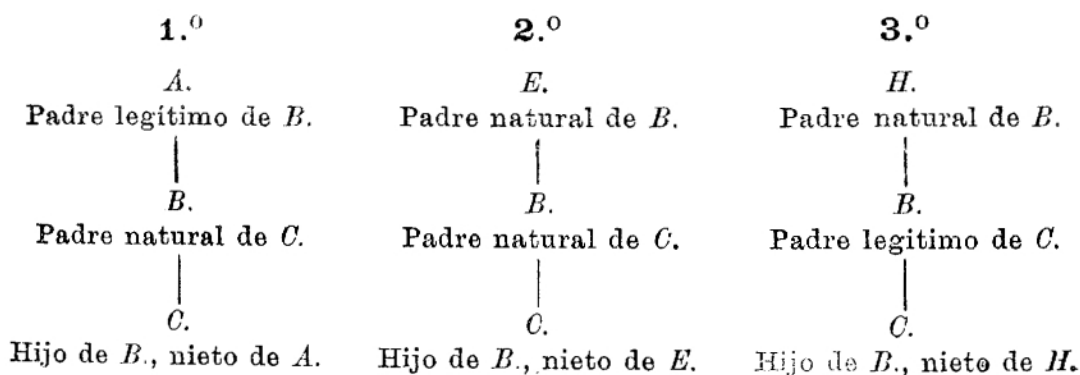 1.º 2.º 3.º
A. E. H.
Padre legítimo de B. Padre natural de B. Padre natural de B.
B. B. B.
Padre natural de C. Padre natural de C. Padre legitimo de C.
C. C. C.
Hijo de B., nieto de A. Hijo de B., nieto de E. Hijo de B., nieto de H.